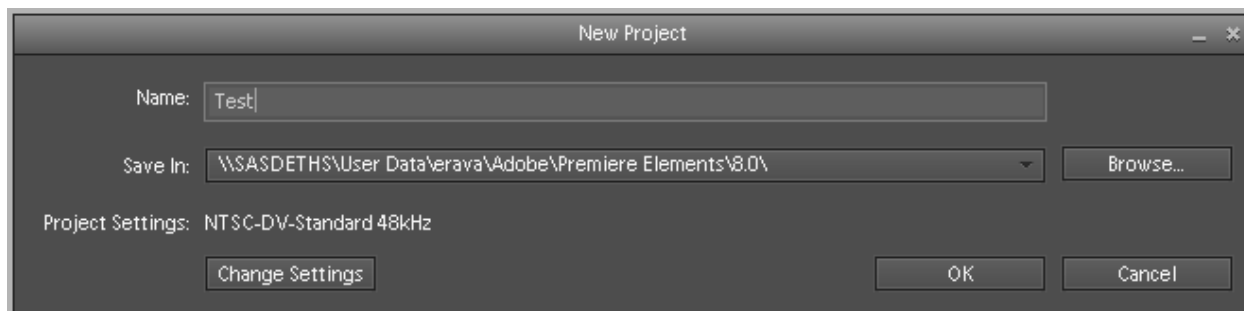 New Project
Name: Test
Save In: \\SASDETHS\User Data\erava\Adobe\Premiere Elements\8.0\ Browse...
Project Settings: NTSC-DV-Standard 48kHz
Change Settings OK Cancel